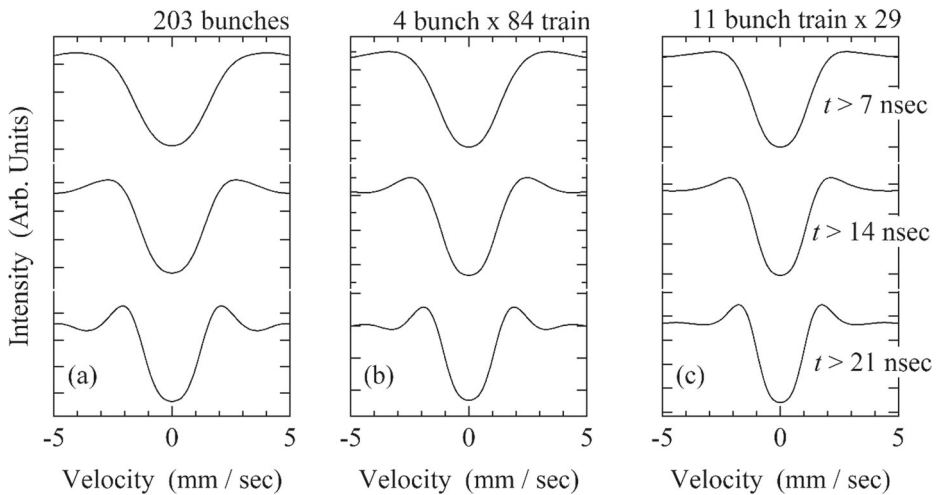 203 bunches
4 bunch x 84 train
11 bunch train x 29
Intensity (Arb. Units)
t > 7 nsec
t > 14 nsec
t > 21 nsec
(a)
(b)
(c)
-5 0 5
-5 0 5
-5 0 5
Velocity (mm / sec)
Velocity (mm / sec)
Velocity (mm / sec)